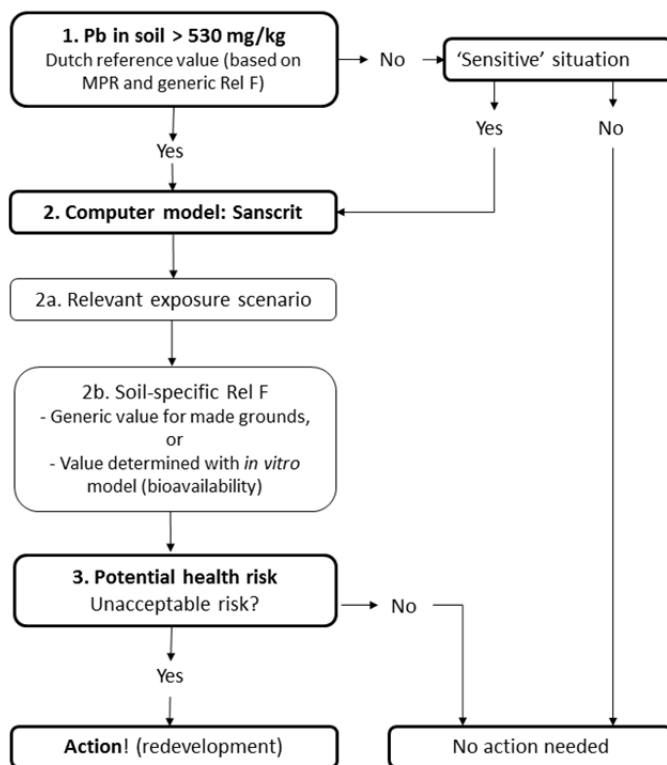 1. Pb in soil > 530 mg/kg
Dutch reference value (based on
MPR and generic Rel F)
No
‘Sensitive’ situation
Yes
No
Yes
2. Computer model: Sanscrit
2a. Relevant exposure scenario
2b. Soil-specific Rel F
- Generic value for made grounds,
or
- Value determined with in vitro
model (bioavailability)
3. Potential health risk
Unacceptable risk?
No
Yes
Action! (redevelopment)
No action needed